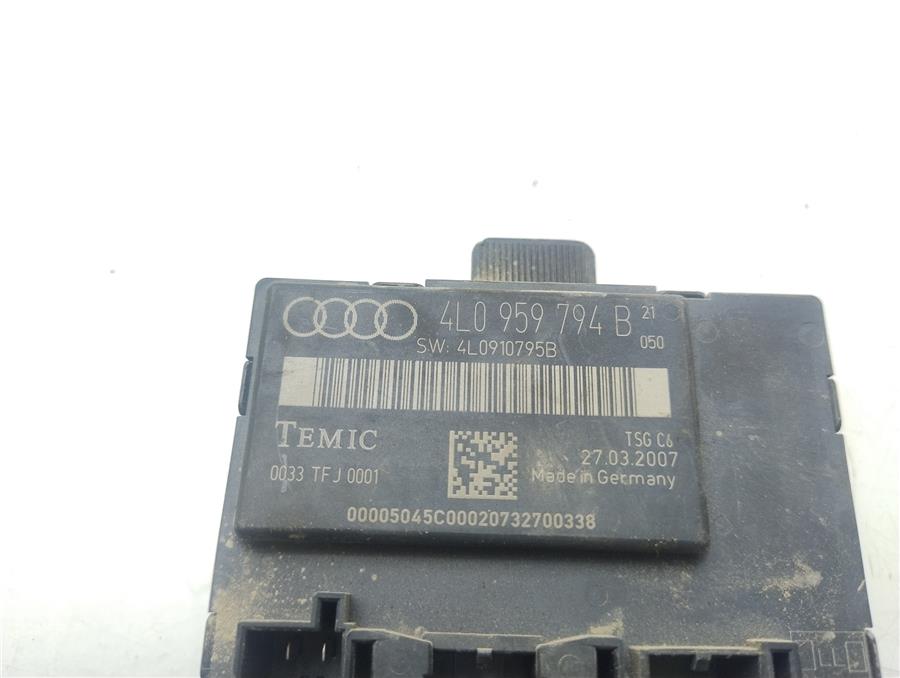 4L0 959 794 B 21
050
SW: 4L0910795B
TEMIC
TSG C6
27.03.2007
0033 TFJ 0001
Made in Germany
00005045C00020732700338